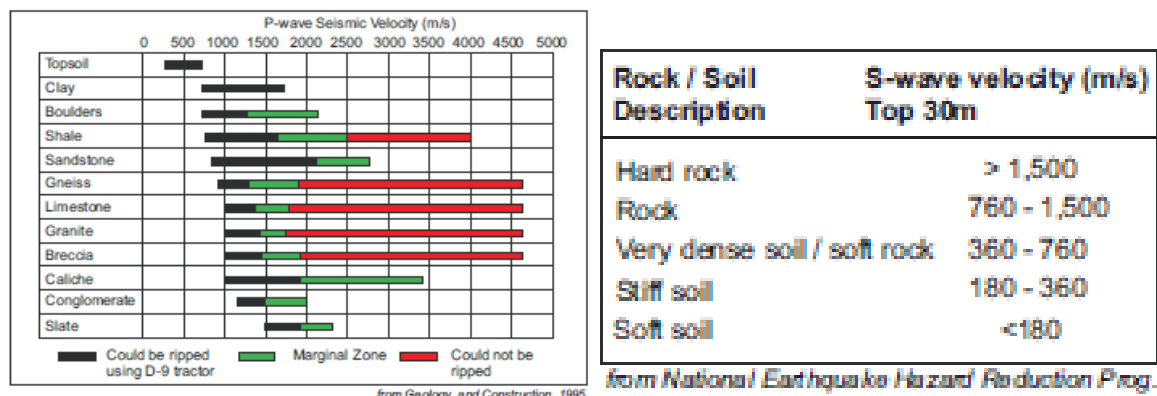 P-wave Seismic Velocity (m/s)
0 500 1000 1500 2000 2500 3000 3500 4000 4500 5000
Topsoil
Clay
Boulders
Shale
Sandstone
Gneiss
Limestone
Granite
Breccia
Caliche
Conglomerate
Slate
Could be ripped
using D-9 tractor
Marginal Zone
Could not be
ripped
from Geology and Construction, 1995
Rock / Soil S-wave velocity (m/s)
Description Top 30m
Hard rock > 1,500
Rock 760 - 1,500
Very dense soil / soft rock 360 - 760
Stiff soil 180 - 360
Soft soil <180
from National Earthquake Hazard Reduction Prog.